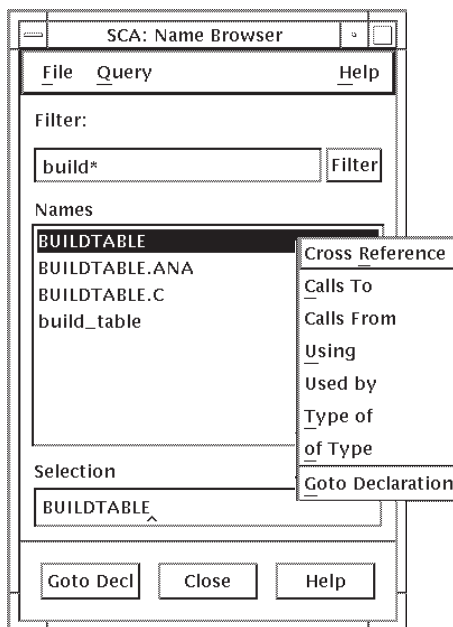 SCA: Name Browser
File Query Help
Filter:
build* Filter
Names
BUILDTABLE
BUILDTABLE.ANA
BUILDTABLE.C
build_table
Cross Reference
Calls To
Calls From
Using
Used by
Type of
of Type
Goto Declaration
Selection
BUILDTABLE
Goto Decl Close Help